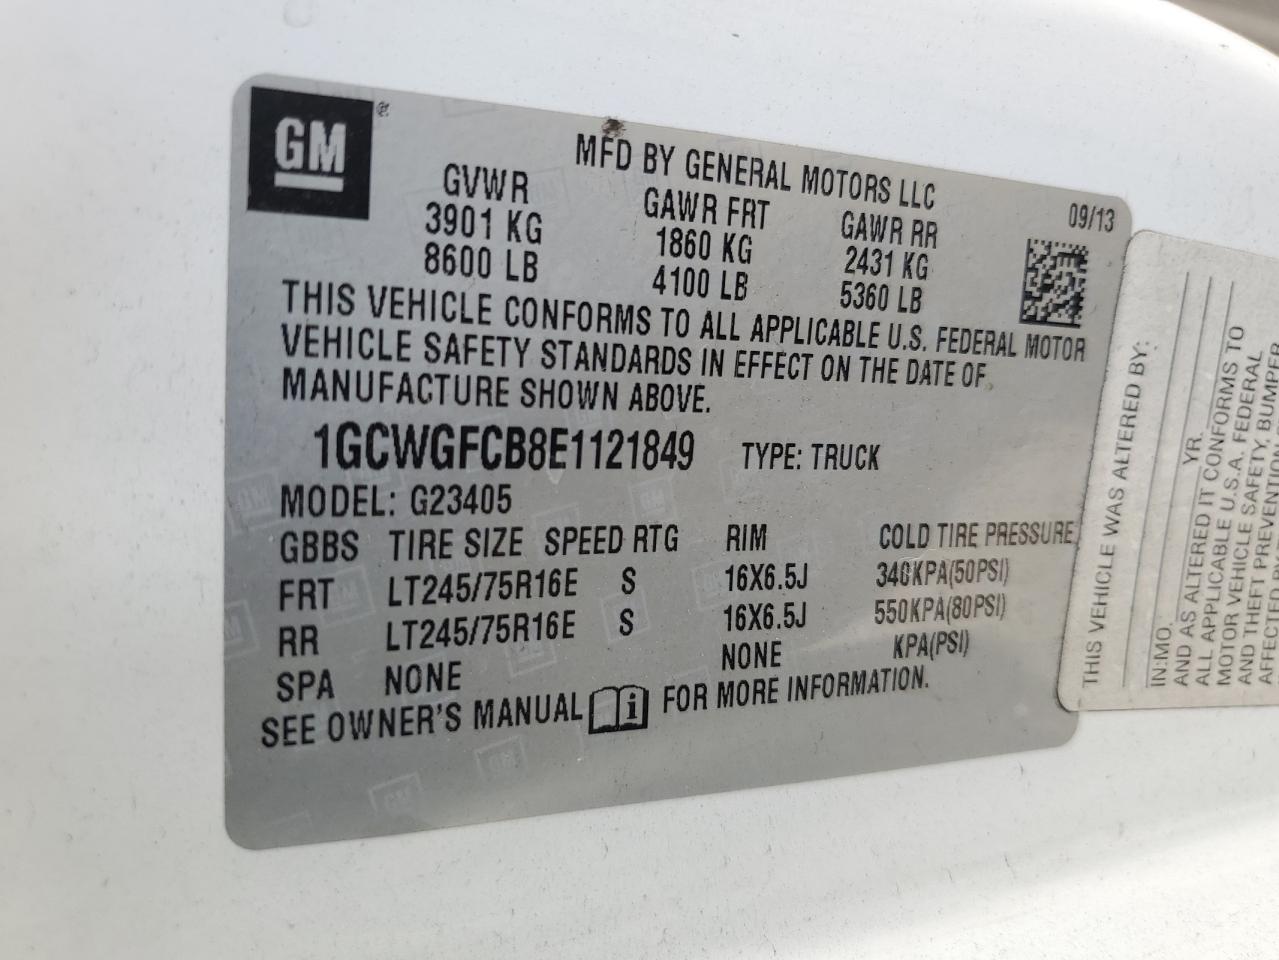 GM ®
MFD BY GENERAL MOTORS LLC
09/13
GVWR GAWR FRT GAWR RR
3901 KG 1860 KG 2431 KG
8600 LB 4100 LB 5360 LB
THIS VEHICLE CONFORMS TO ALL APPLICABLE U.S. FEDERAL MOTOR
VEHICLE SAFETY STANDARDS IN EFFECT ON THE DATE OF
MANUFACTURE SHOWN ABOVE.
1GCWGFCB8E1121849 TYPE: TRUCK
MODEL: G23405
GBBS TIRE SIZE SPEED RTG RIM COLD TIRE PRESSURE
FRT LT245/75R16E S 16X6.5J 340KPA(50PSI)
RR LT245/75R16E S 16X6.5J 550KPA(80PSI)
SPA NONE NONE KPA(PSI)
SEE OWNER'S MANUAL i FOR MORE INFORMATION.
THIS VEHICLE WAS ALTERED BY:
IN:MO. YR.
AND AS ALTERED IT CONFORMS TO
ALL APPLICABLE U.S.A. FEDERAL
MOTOR VEHICLE SAFETY, BUMPER
AND THEFT PREVENTION
AFFECTED